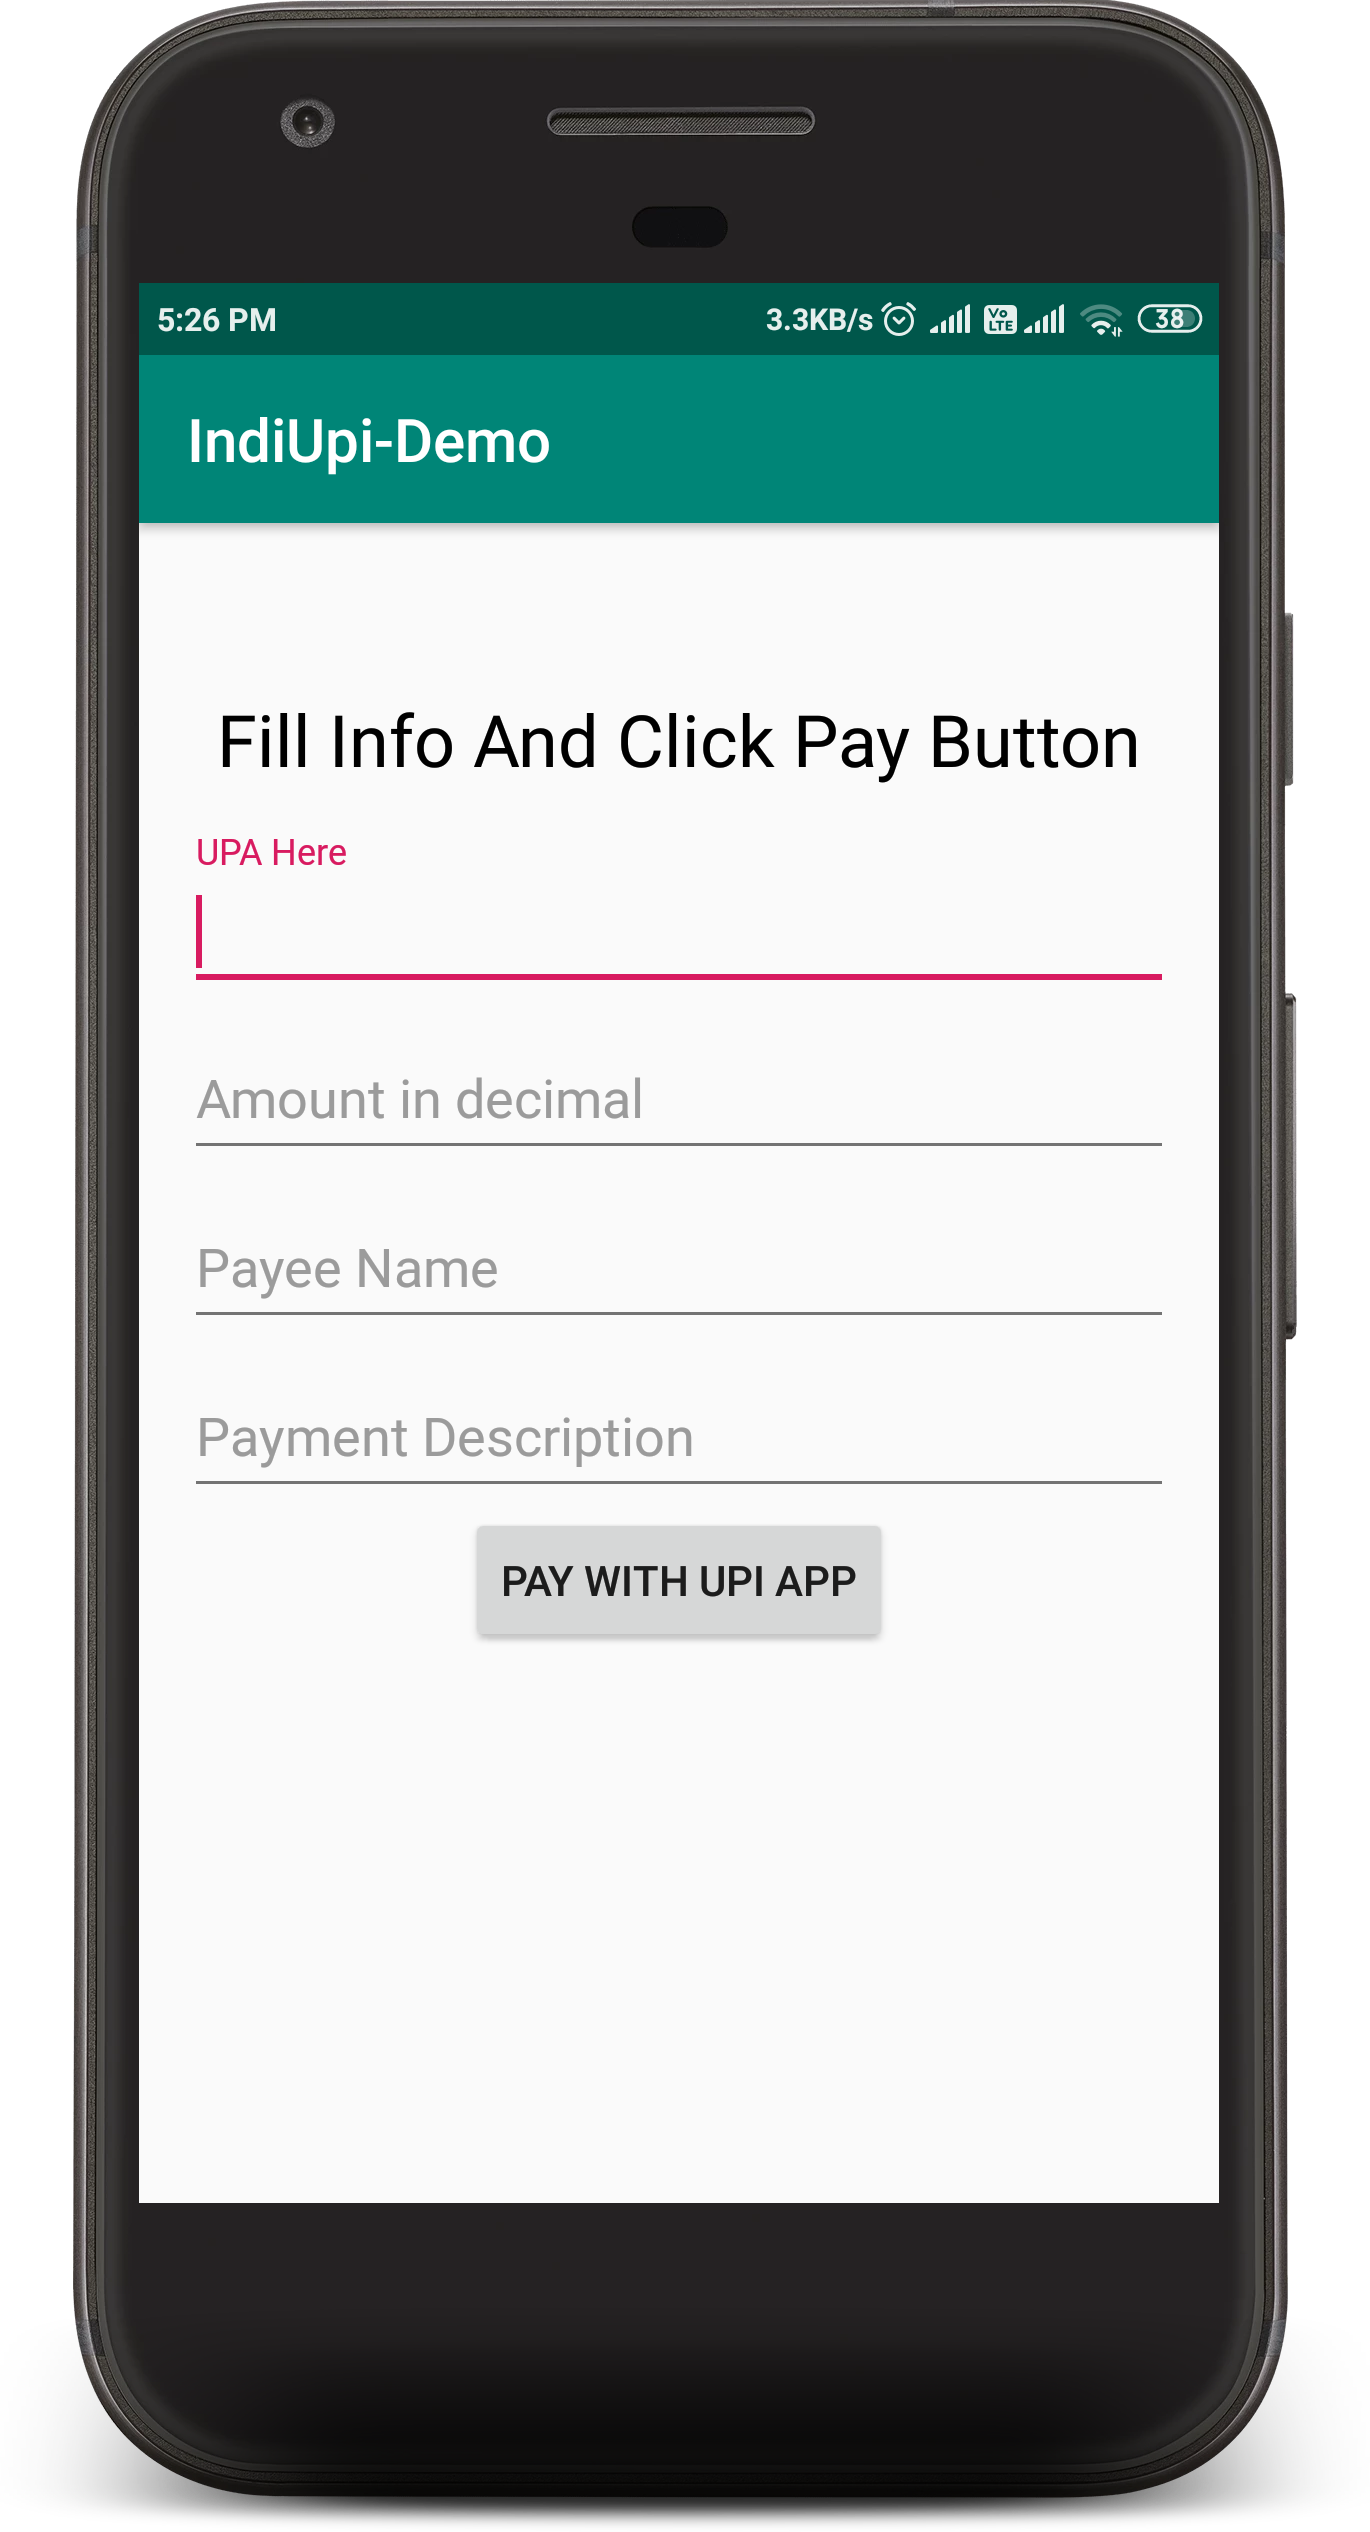 5:26 PM 3.3KB/s Vo LTE 38
IndiUpi-Demo
Fill Info And Click Pay Button
UPA Here
Amount in decimal
Payee Name
Payment Description
PAY WITH UPI APP